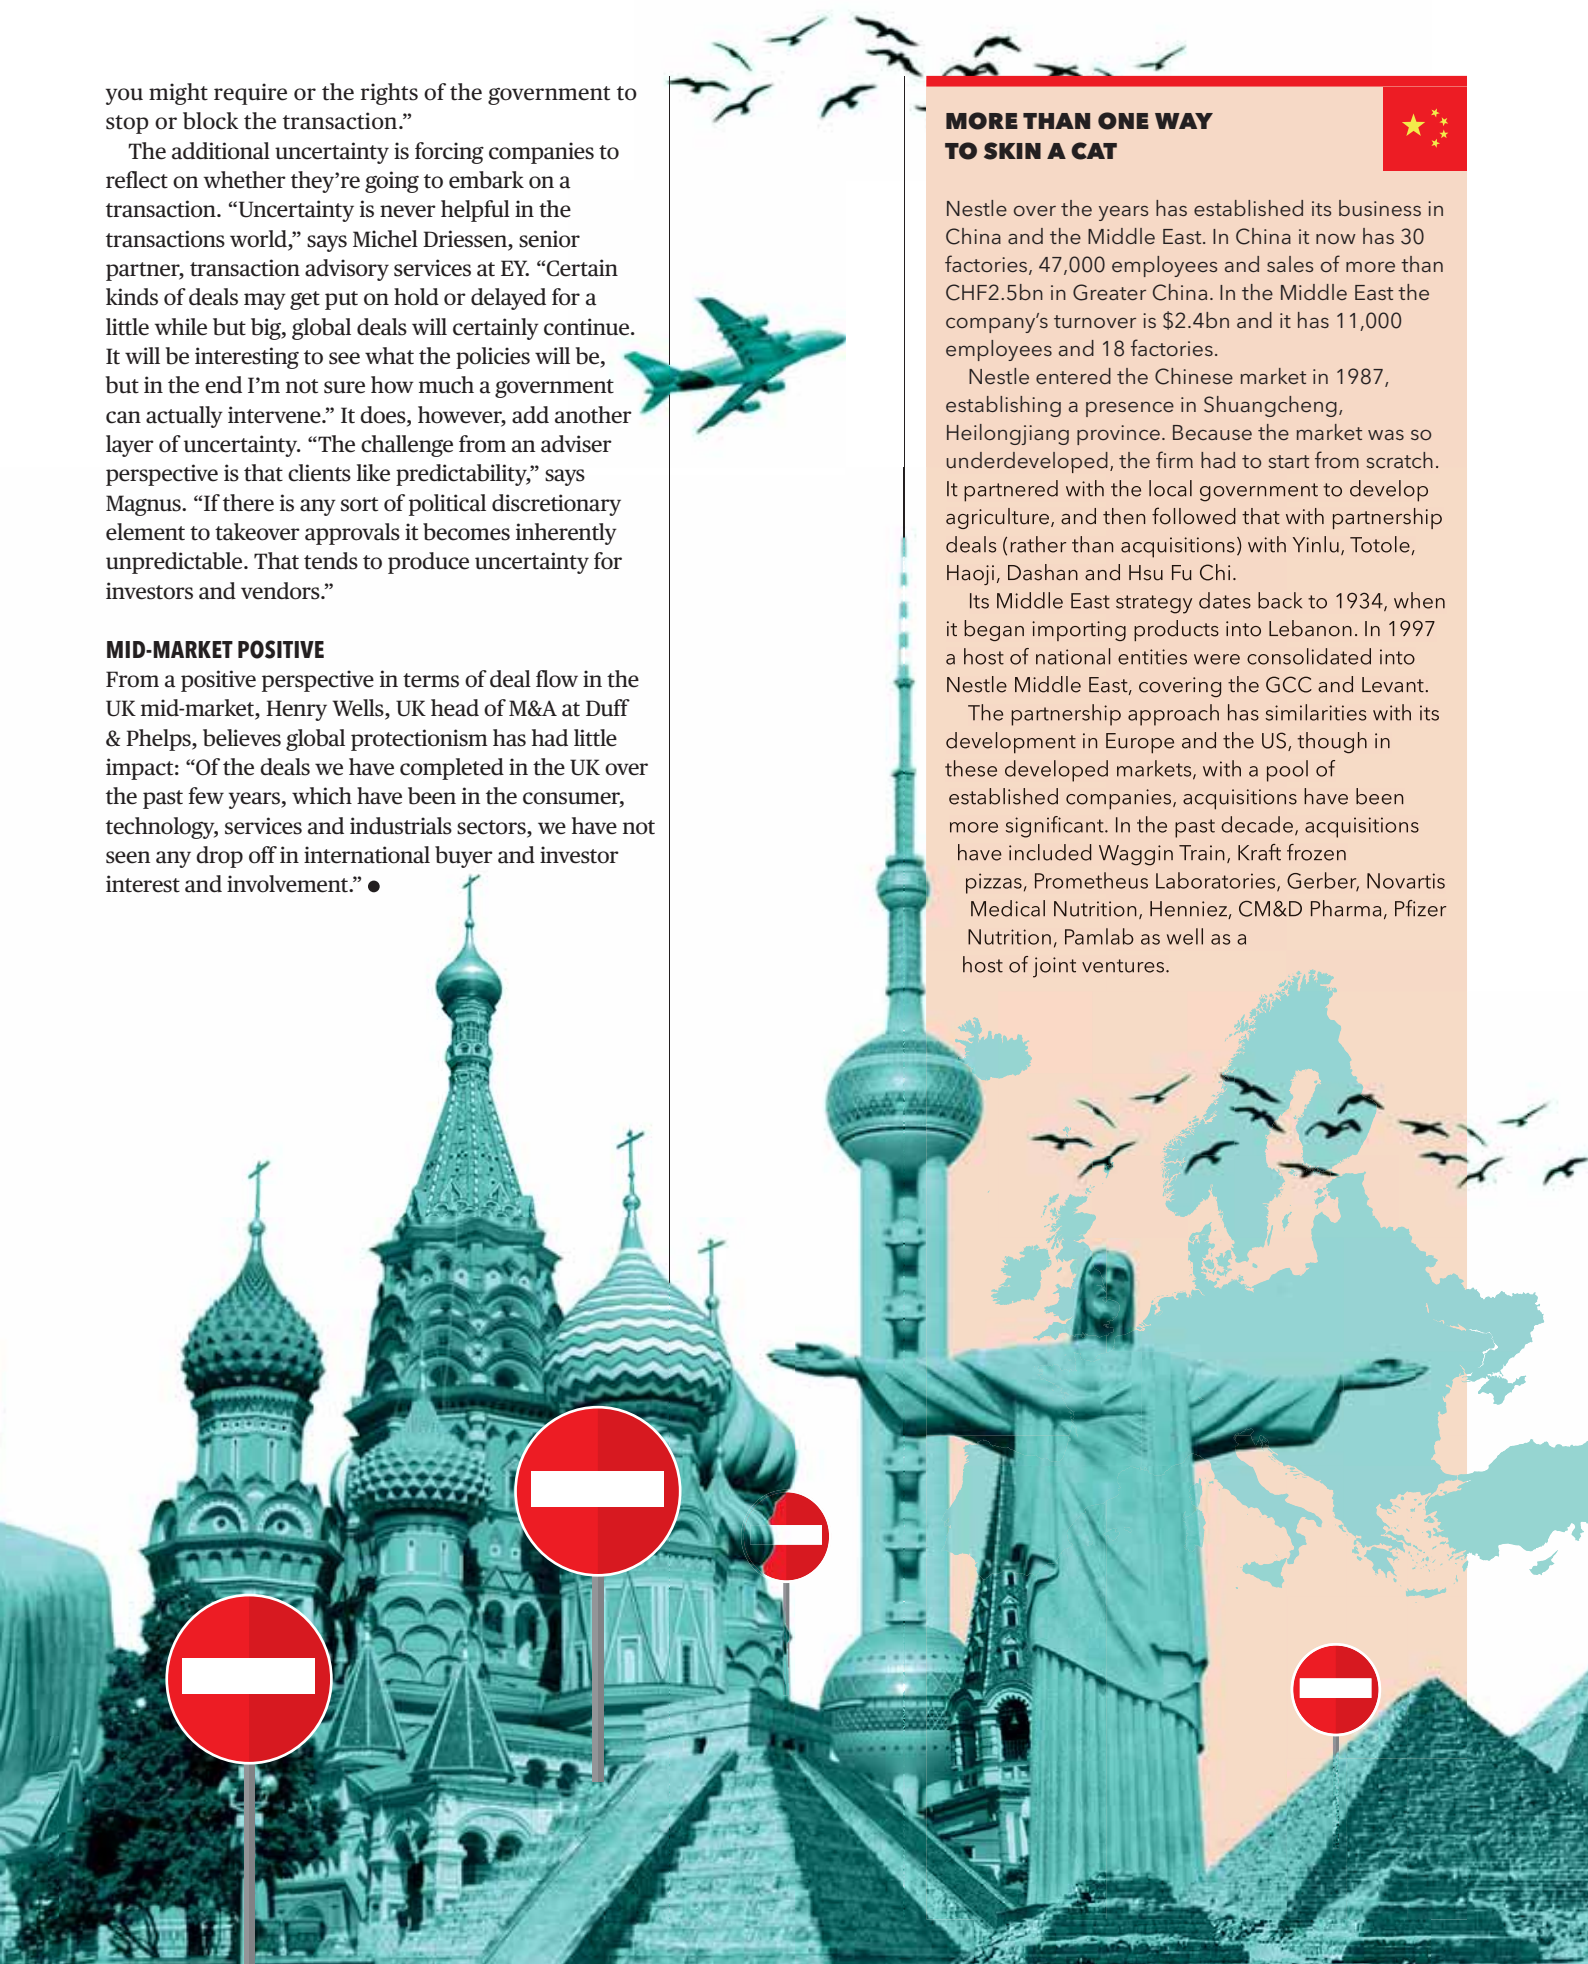 you might require or the rights of the government to
stop or block the transaction.”
The additional uncertainty is forcing companies to
reflect on whether they’re going to embark on a
transaction. “Uncertainty is never helpful in the
transactions world,” says Michel Driessen, senior
partner, transaction advisory services at EY. “Certain
kinds of deals may get put on hold or delayed for a
little while but big, global deals will certainly continue.
It will be interesting to see what the policies will be,
but in the end I’m not sure how much a government
can actually intervene.” It does, however, add another
layer of uncertainty. “The challenge from an adviser
perspective is that clients like predictability,” says
Magnus. “If there is any sort of political discretionary
element to takeover approvals it becomes inherently
unpredictable. That tends to produce uncertainty for
investors and vendors.”
MID-MARKET POSITIVE
From a positive perspective in terms of deal flow in the
UK mid-market, Henry Wells, UK head of M&A at Duff
& Phelps, believes global protectionism has had little
impact: “Of the deals we have completed in the UK over
the past few years, which have been in the consumer,
technology, services and industrials sectors, we have not
seen any drop off in international buyer and investor
interest and involvement.” ●
MORE THAN ONE WAY
TO SKIN A CAT
Nestle over the years has established its business in
China and the Middle East. In China it now has 30
factories, 47,000 employees and sales of more than
CHF2.5bn in Greater China. In the Middle East the
company’s turnover is $2.4bn and it has 11,000
employees and 18 factories.
Nestle entered the Chinese market in 1987,
establishing a presence in Shuangcheng,
Heilongjiang province. Because the market was so
underdeveloped, the firm had to start from scratch.
It partnered with the local government to develop
agriculture, and then followed that with partnership
deals (rather than acquisitions) with Yinlu, Totole,
Haoji, Dashan and Hsu Fu Chi.
Its Middle East strategy dates back to 1934, when
it began importing products into Lebanon. In 1997
a host of national entities were consolidated into
Nestle Middle East, covering the GCC and Levant.
The partnership approach has similarities with its
development in Europe and the US, though in
these developed markets, with a pool of
established companies, acquisitions have been
more significant. In the past decade, acquisitions
have included Waggin Train, Kraft frozen
pizzas, Prometheus Laboratories, Gerber, Novartis
Medical Nutrition, Henniez, CM&D Pharma, Pfizer
Nutrition, Pamlab as well as a
host of joint ventures.